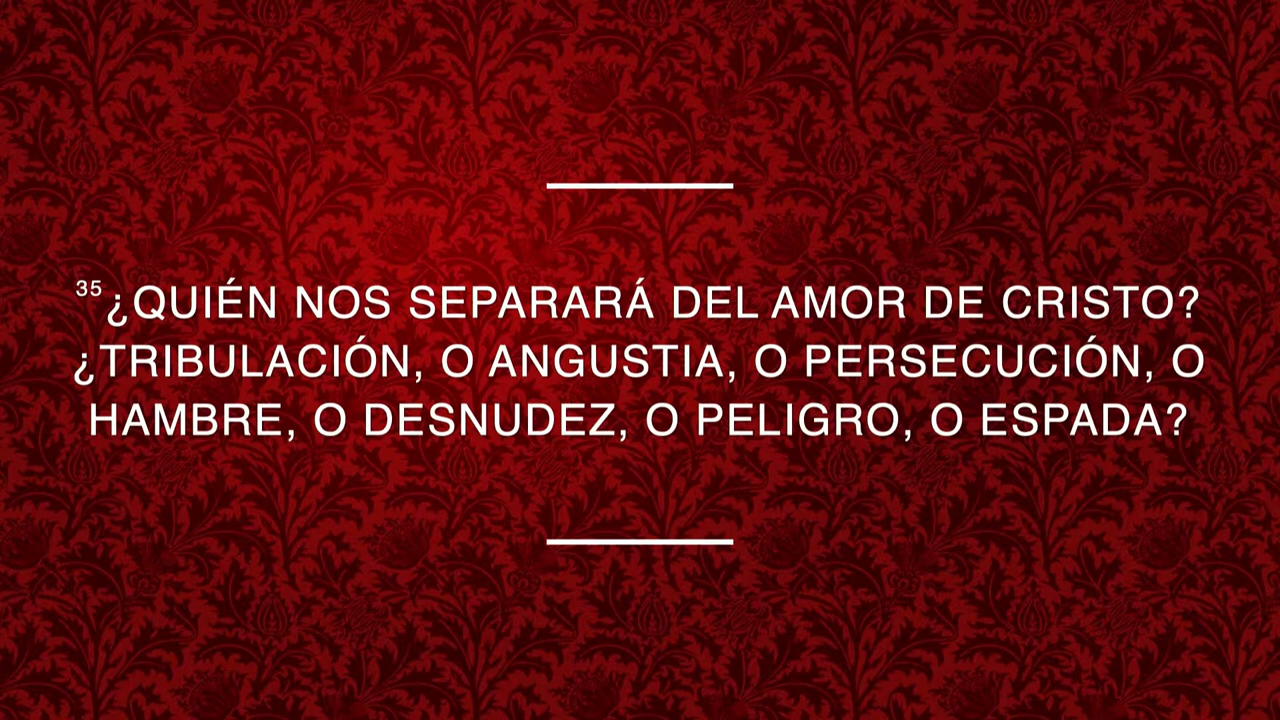 35 ¿QUIÉN NOS SEPARARÁ DEL AMOR DE CRISTO?
¿TRIBULACIÓN, O ANGUSTIA, O PERSECUCIÓN, O
HAMBRE, O DESNUDEZ, O PELIGRO, O ESPADA?